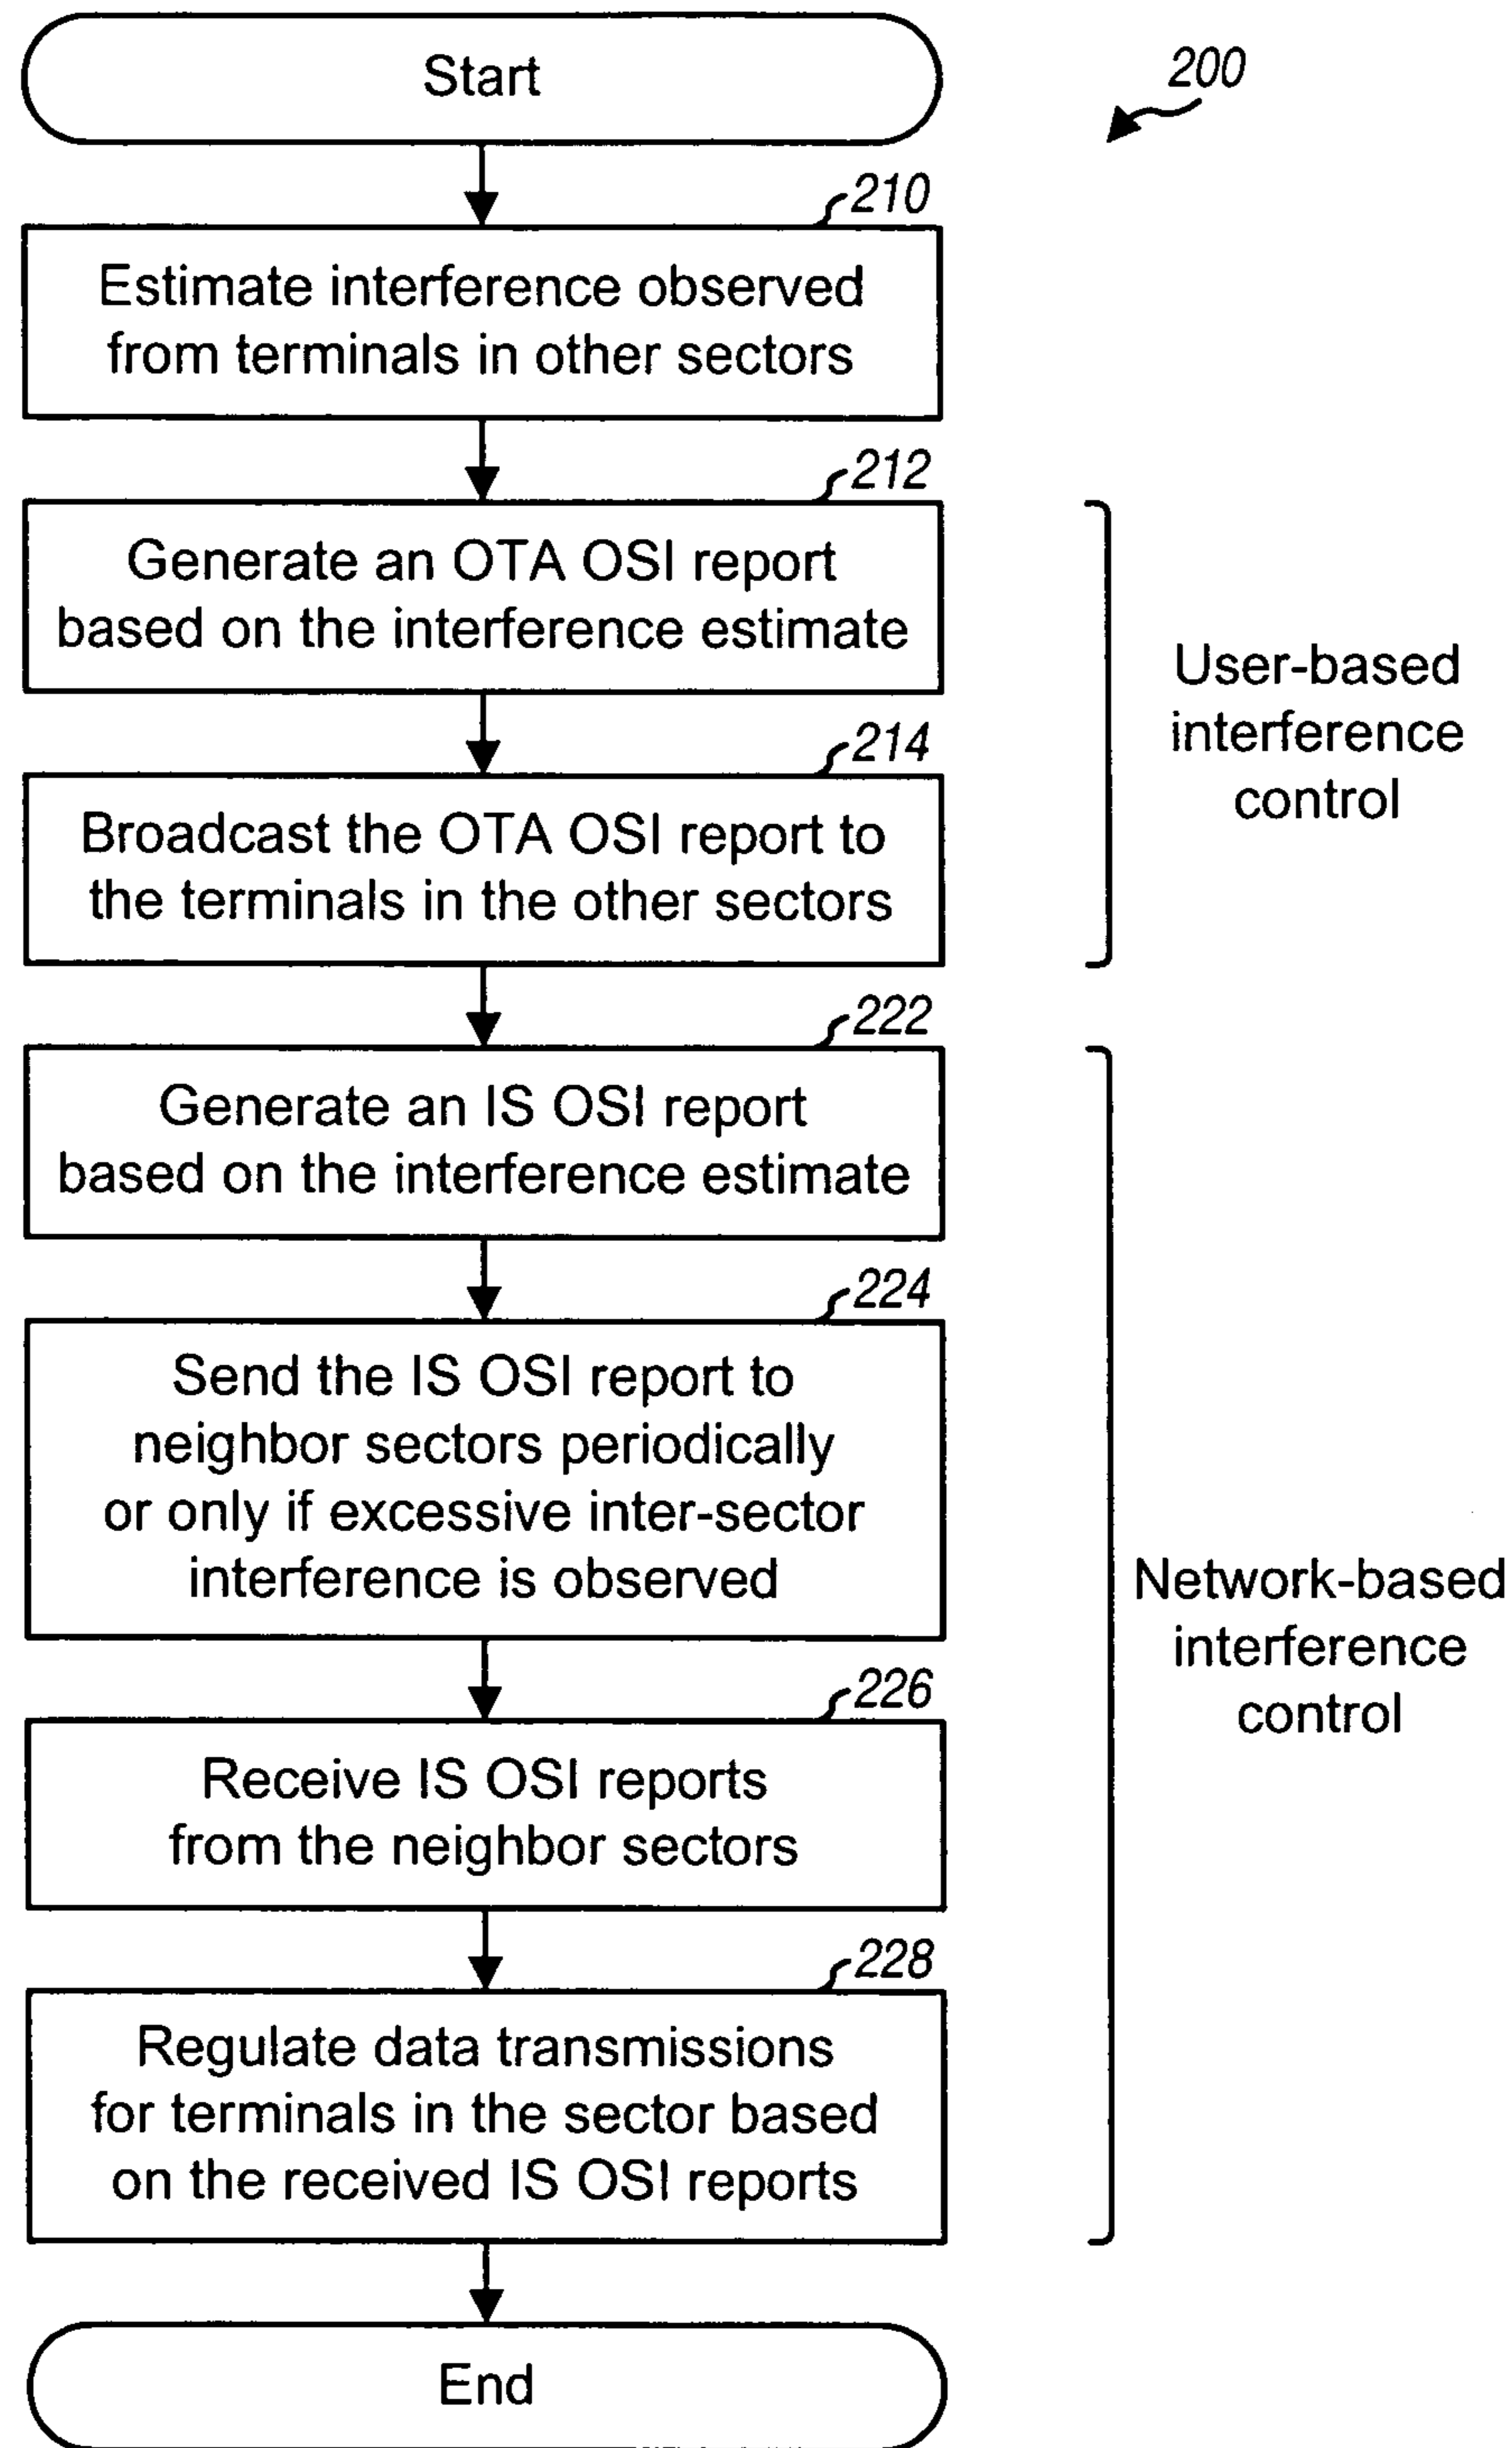 Start
200
210
Estimate interference observed
from terminals in other sectors
212
Generate an OTA OSI report
based on the interference estimate
214
Broadcast the OTA OSI report to
the terminals in the other sectors
User-based
interference
control
222
Generate an IS OSI report
based on the interference estimate
224
Send the IS OSI report to
neighbor sectors periodically
or only if excessive inter-sector
interference is observed
226
Receive IS OSI reports
from the neighbor sectors
228
Regulate data transmissions
for terminals in the sector based
on the received IS OSI reports
Network-based
interference
control
End